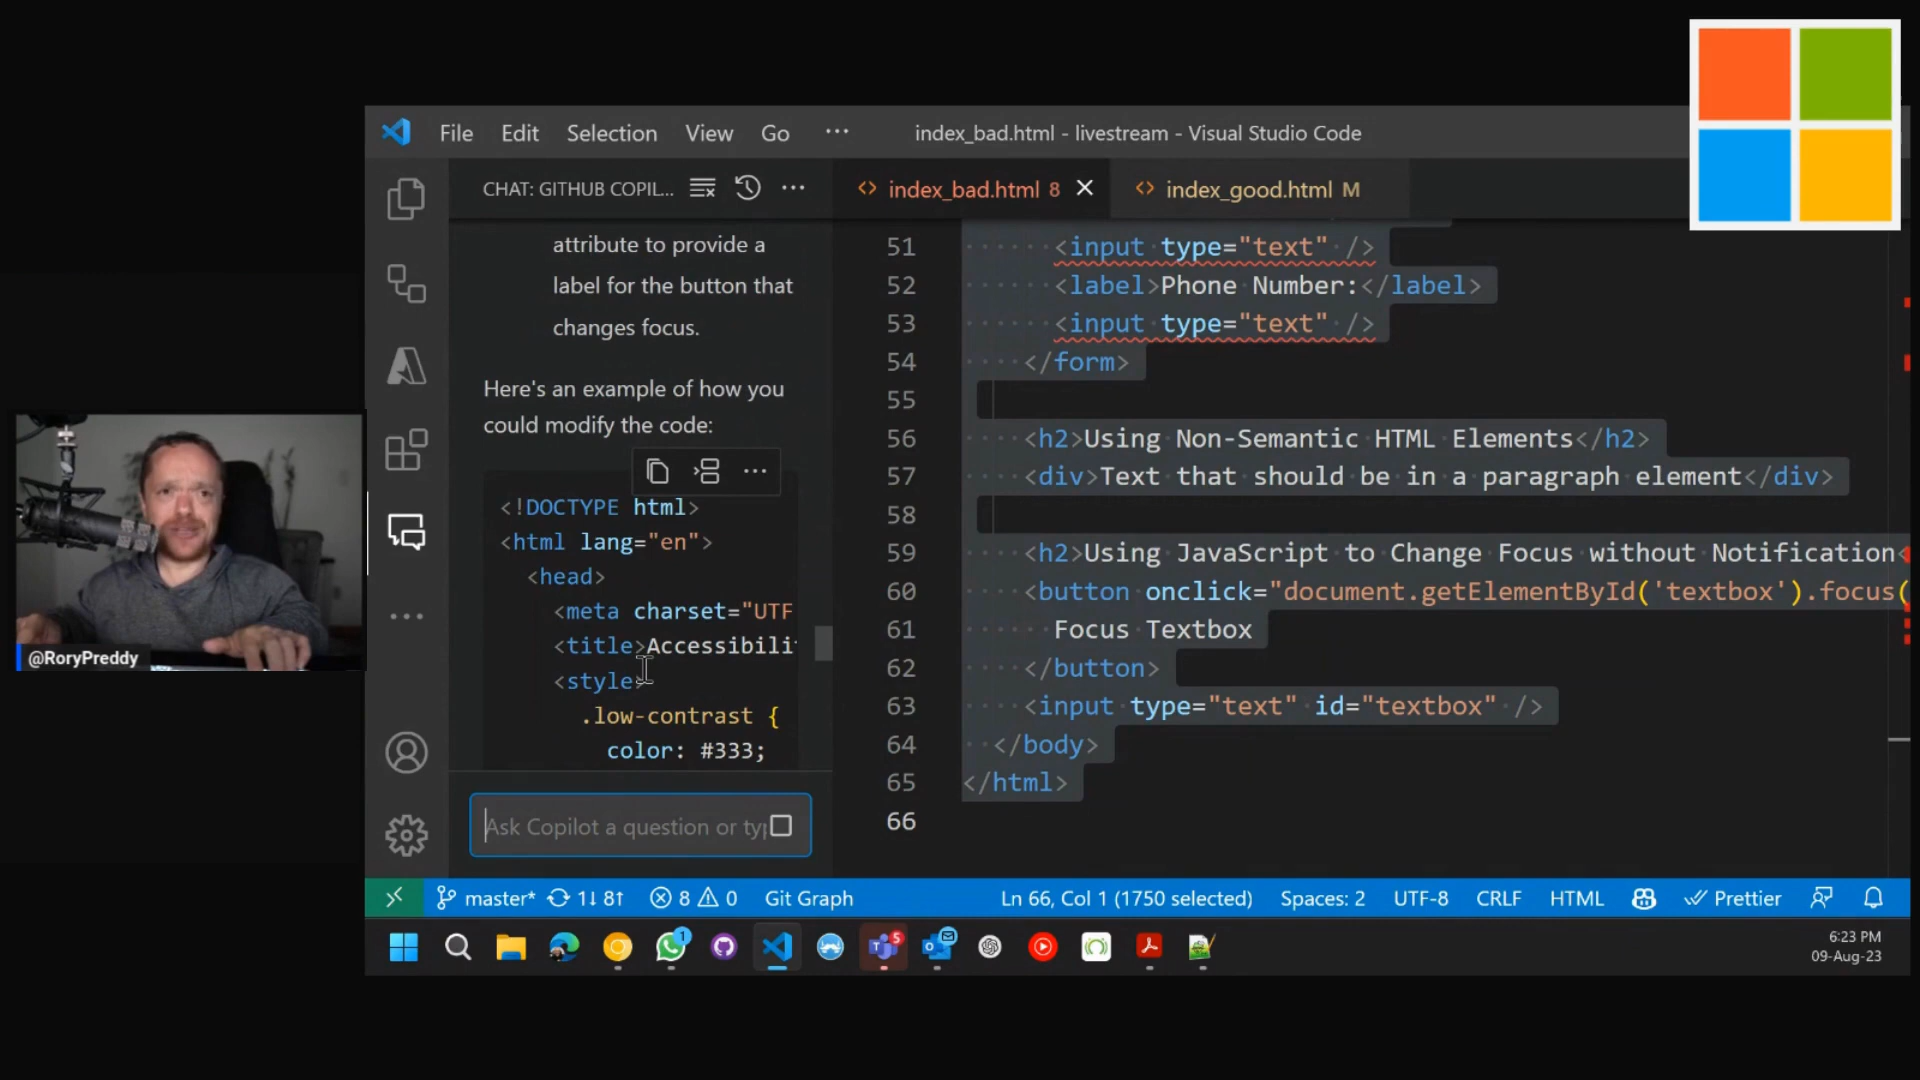 File Edit Selection View Go ··· index_bad.html - livestream - Visual Studio Code
CHAT: GITHUB COPIL...
index_bad.html 8
index_good.html M
attribute to provide a
label for the button that
changes focus.
Here's an example of how you
could modify the code:
<!DOCTYPE html>
<html lang="en">
<head>
<meta charset="UTF
<title>Accessibili
<style>
.low-contrast {
color: #333;
Ask Copilot a question or typ
51 <input type="text" />
52 <label>Phone Number:</label>
53 <input type="text" />
54 </form>
55
56 <h2>Using Non-Semantic HTML Elements</h2>
57 <div>Text that should be in a paragraph element</div>
58
59 <h2>Using JavaScript to Change Focus without Notification<
60 <button onclick="document.getElementById('textbox').focus(
61 Focus Textbox
62 </button>
63 <input type="text" id="textbox" />
64 </body>
65 </html>
66
@RoryPreddy
master* 1↓ 8↑ 8 0 Git Graph Ln 66, Col 1 (1750 selected) Spaces: 2 UTF-8 CRLF HTML Prettier
1
5
6:23 PM
09-Aug-23